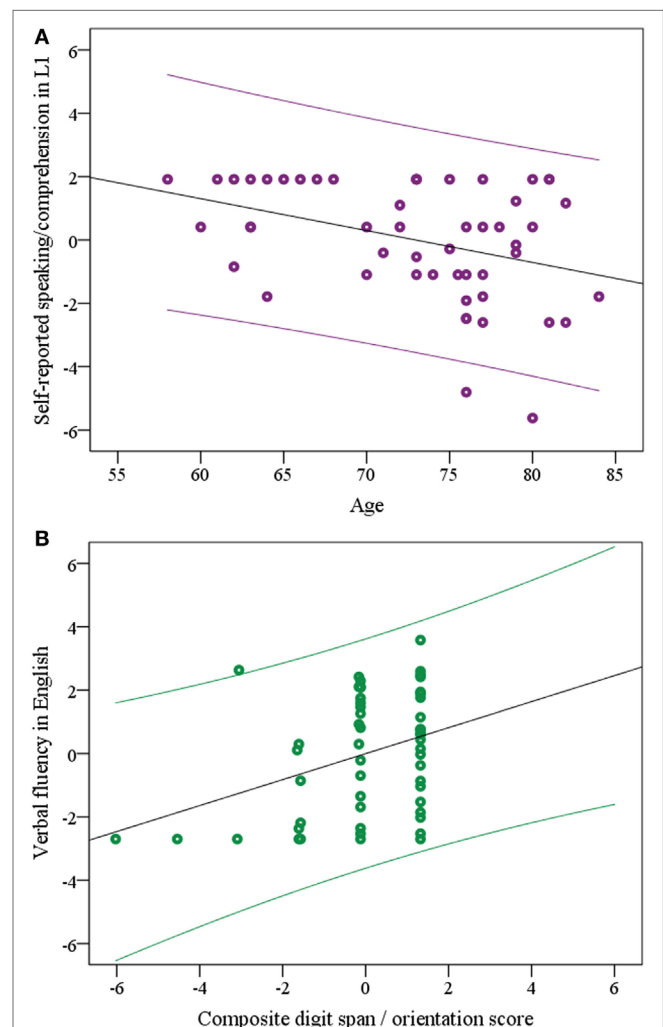 A
Self-reported speaking/comprehension in L1
6
4
2
0
-2
-4
-6
55 60 65 70 75 80 85
Age
B
Verbal fluency in English
6
4
2
0
-2
-4
-6
-6 -4 -2 0 2 4 6
Composite digit span / orientation score